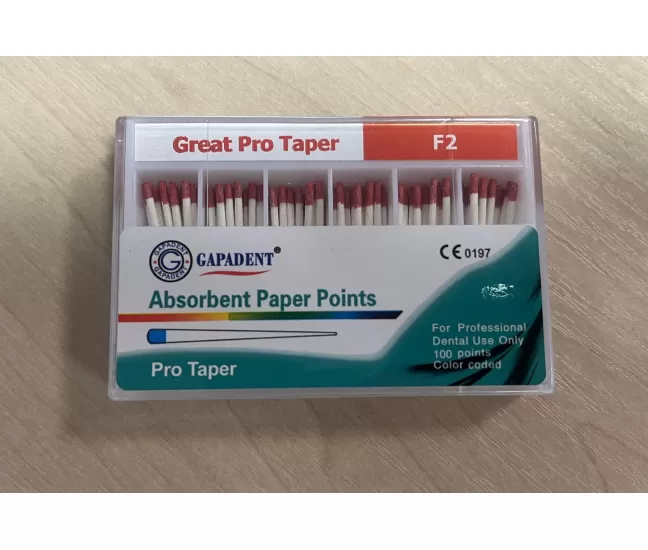 Great Pro Taper F2
GAPADENT
G
GAPADENT
GAPADENT®
CE 0197
Absorbent Paper Points
For Professional
Dental Use Only
100 points
Color coded
Pro Taper